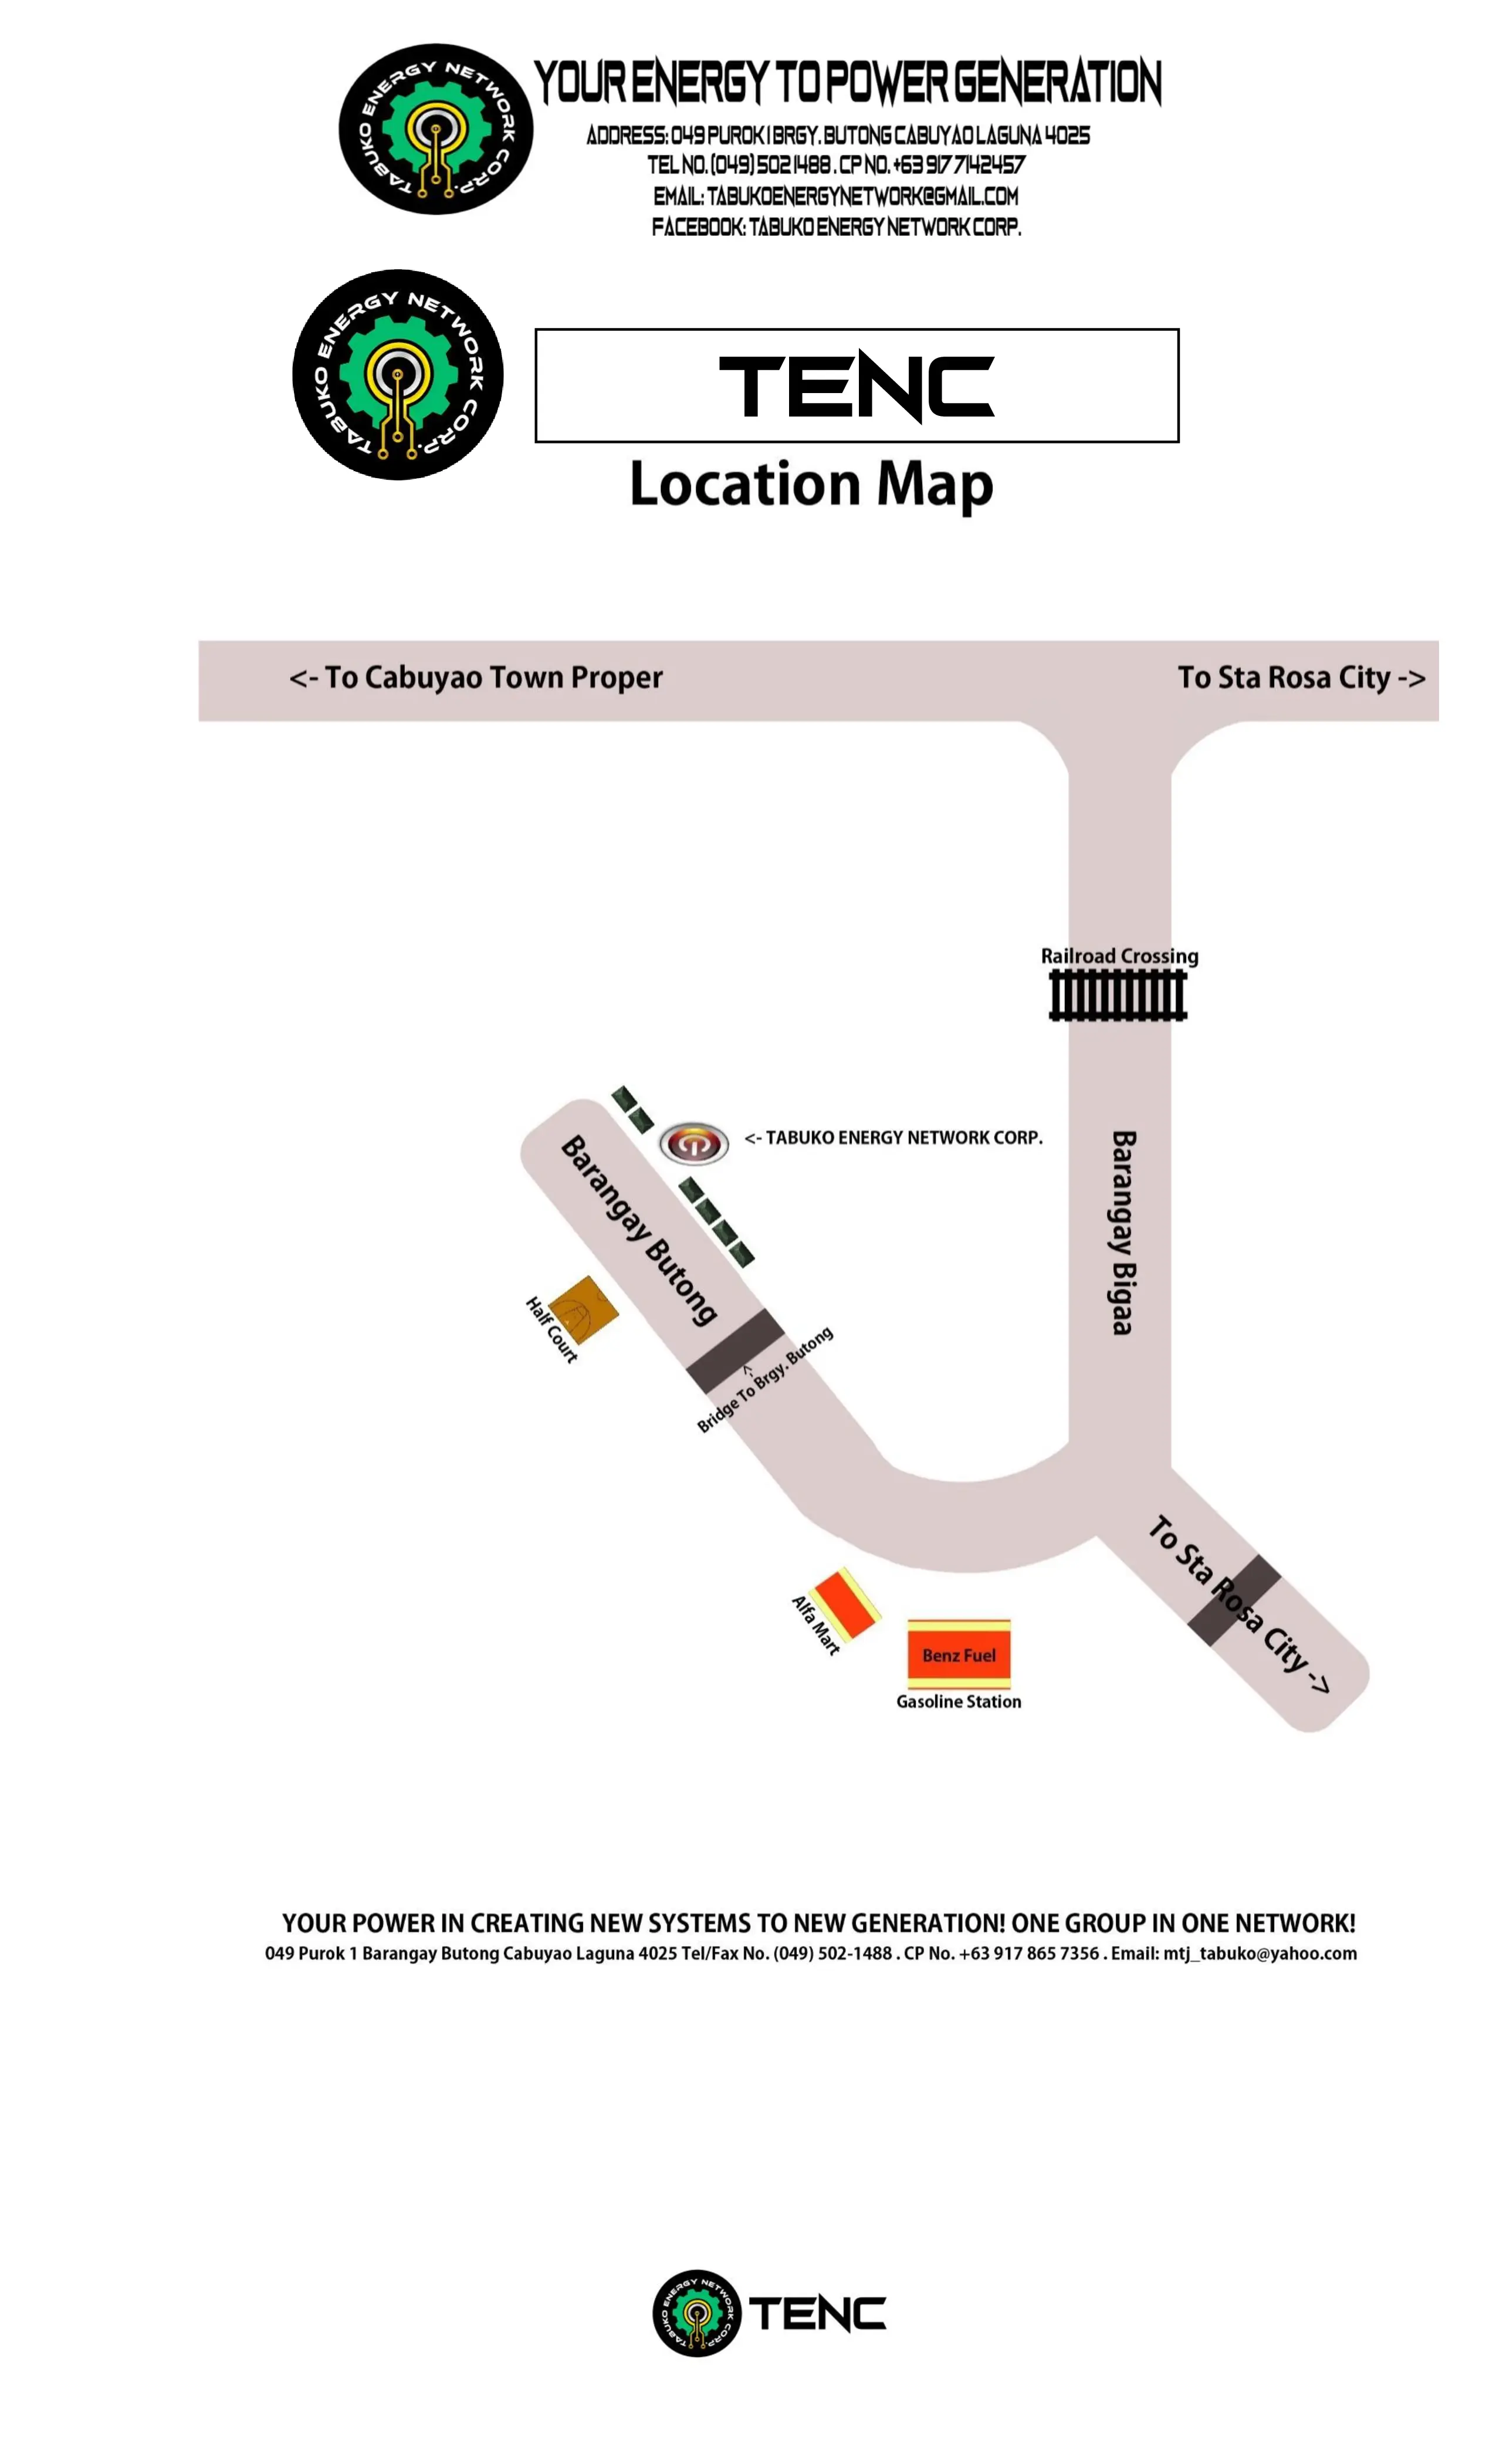 TABUKO ENERGY NETWORK CORP.
YOUR ENERGY TO POWER GENERATION
ADDRESS: 049 PUROK 1 BRGY. BUTONG CABUYAO LAGUNA 4025
TEL NO. (049) 502 1488 . CP NO. +63 917 7142457
EMAIL: TABUKOENERGYNETWORK@GMAIL.COM
FACEBOOK: TABUKO ENERGY NETWORK CORP.
TABUKO ENERGY NETWORK CORP.
TENC
Location Map
<- To Cabuyao Town Proper
To Sta Rosa City ->
Railroad Crossing
<- TABUKO ENERGY NETWORK CORP.
Barangay Butong
Barangay Bigaa
Half Court
<-
Bridge To Brgy. Butong
To Sta Rosa City ->
Alfa Mart
Benz Fuel
Gasoline Station
YOUR POWER IN CREATING NEW SYSTEMS TO NEW GENERATION! ONE GROUP IN ONE NETWORK!
049 Purok 1 Barangay Butong Cabuyao Laguna 4025 Tel/Fax No. (049) 502-1488 . CP No. +63 917 865 7356 . Email: mtj_tabuko@yahoo.com
TABUKO ENERGY NETWORK CORP.
TENC